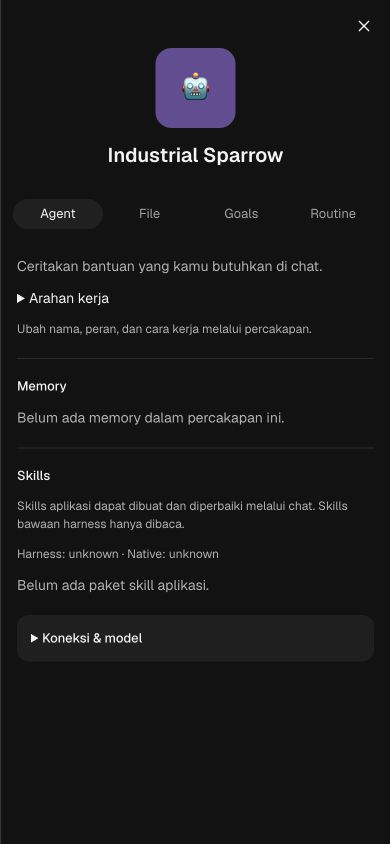 Industrial Sparrow
Agent
File
Goals
Routine
Ceritakan bantuan yang kamu butuhkan di chat.
Arahan kerja
Ubah nama, peran, dan cara kerja melalui percakapan.
Memory
Belum ada memory dalam percakapan ini.
Skills
Skills aplikasi dapat dibuat dan diperbaiki melalui chat. Skills
bawaan harness hanya dibaca.
Harness: unknown · Native: unknown
Belum ada paket skill aplikasi.
Koneksi & model